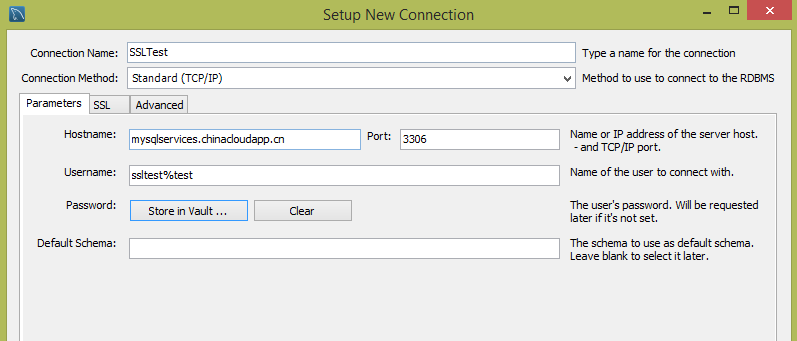 Setup New Connection
Connection Name: SSLTest Type a name for the connection
Connection Method: Standard (TCP/IP) Method to use to connect to the RDBMS
Parameters SSL Advanced
Hostname: mysqlservices.chinacloudapp.cn Port: 3306 Name or IP address of the server host.
- and TCP/IP port.
Username: ssltest%test Name of the user to connect with.
Password: Store in Vault ... Clear The user's password. Will be requested
later if it's not set.
Default Schema: The schema to use as default schema.
Leave blank to select it later.